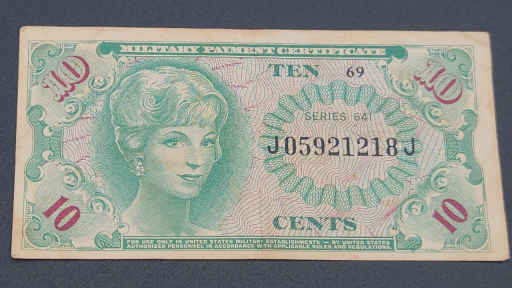 MILITARY PAYMENT CERTIFICATE
10 TEN 69 10
SERIES 641
J05921218J
10 CENTS 10
FOR USE ONLY IN UNITED STATES MILITARY ESTABLISHMENTS - BY UNITED STATES
AUTHORIZED PERSONNEL IN ACCORDANCE WITH APPLICABLE RULES AND REGULATIONS.